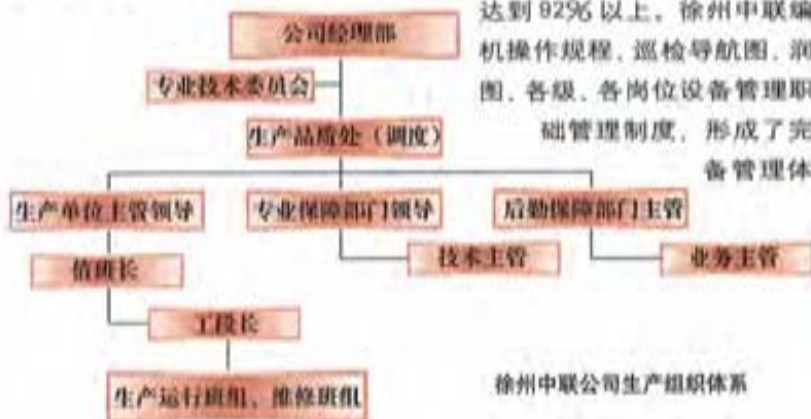 达到 92% 以上。徐州中联编
机操作规程、巡检导航图、润
图、各级、各岗位设备管理职
础管理制度，形成了完
备管理体
公司经理部
专业技术委员会
生产品质处（调度）
生产单位主管领导
专业保障部门领导
后勤保障部门主管
值班长
技术主管
业务主管
工段长
生产运行班组、维修班组
徐州中联公司生产组织体系